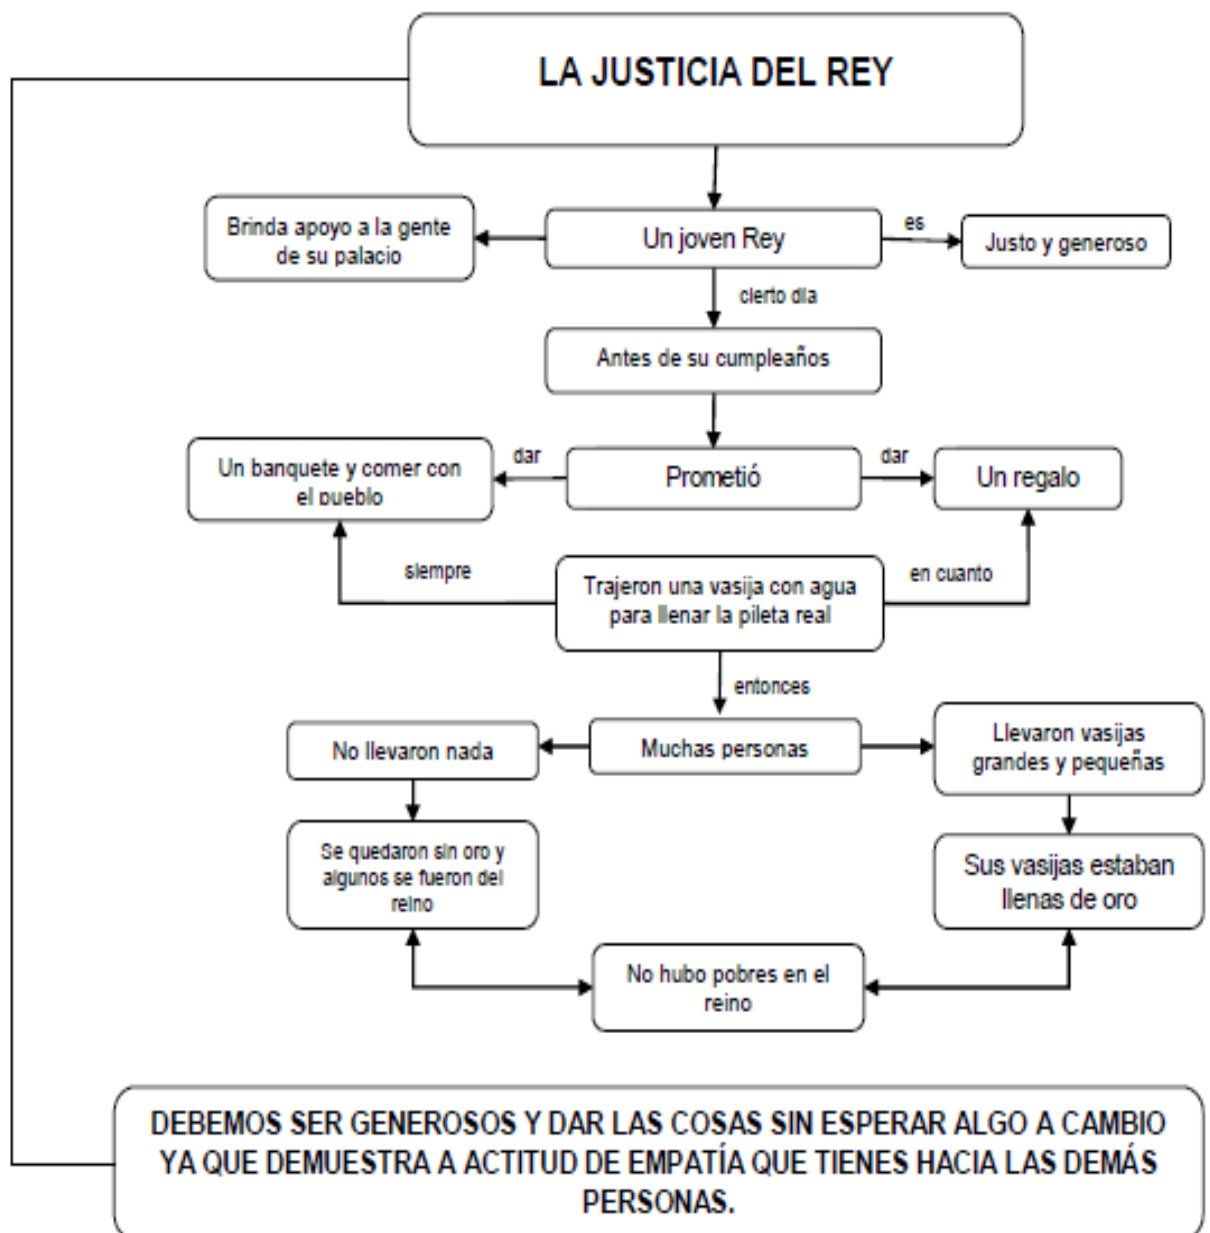 LA JUSTICIA DEL REY
Brinda apoyo a la gente
de su palacio
Un joven Rey
es
Justo y generoso
cierto día
Antes de su cumpleaños
Un banquete y comer con
el pueblo
dar
Prometió
dar
Un regalo
siempre
Trajeron una vasija con agua
para llenar la pileta real
en cuanto
entonces
No llevaron nada
Muchas personas
Llevaron vasijas
grandes y pequeñas
Se quedaron sin oro y
algunos se fueron del
reino
Sus vasijas estaban
llenas de oro
No hubo pobres en el
reino
DEBEMOS SER GENEROSOS Y DAR LAS COSAS SIN ESPERAR ALGO A CAMBIO
YA QUE DEMUESTRA A ACTITUD DE EMPATÍA QUE TIENES HACIA LAS DEMÁS
PERSONAS.